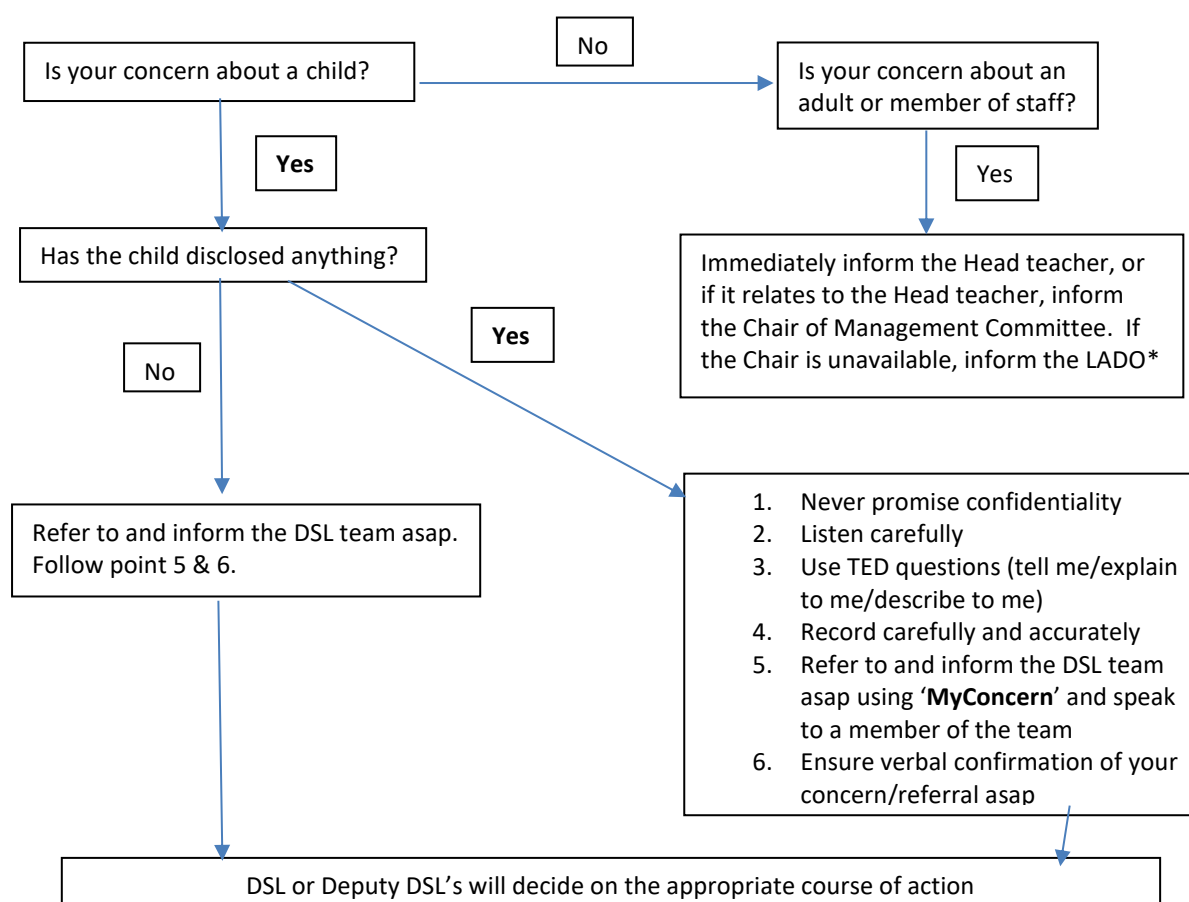 No
Is your concern about a child?
Is your concern about an
adult or member of staff?
Yes
Yes
Has the child disclosed anything?
Immediately inform the Head teacher, or
if it relates to the Head teacher, inform
the Chair of Management Committee.  If
the Chair is unavailable, inform the LADO*
Yes
No
Refer to and inform the DSL team asap.
Follow point 5 & 6.
1. Never promise confidentiality
2. Listen carefully
3. Use TED questions (tell me/explain
to me/describe to me)
4. Record carefully and accurately
5. Refer to and inform the DSL team
asap using ‘MyConcern’ and speak
to a member of the team
6. Ensure verbal confirmation of your
concern/referral asap
DSL or Deputy DSL’s will decide on the appropriate course of action